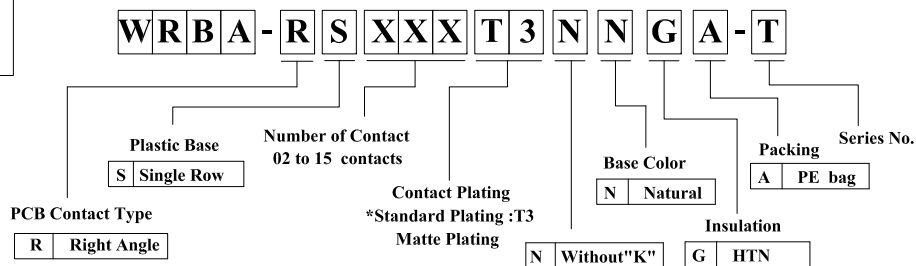 WRBA-RSXXXT3NNGA-T
Series No.
Packing
A PE bag
Number of Contact
02 to 15 contacts
Plastic Base
S Single Row
Base Color
N Natural
Contact Plating
*Standard Plating :T3
Matte Plating
PCB Contact Type
R Right Angle
Insulation
G HTN
N Without"K"